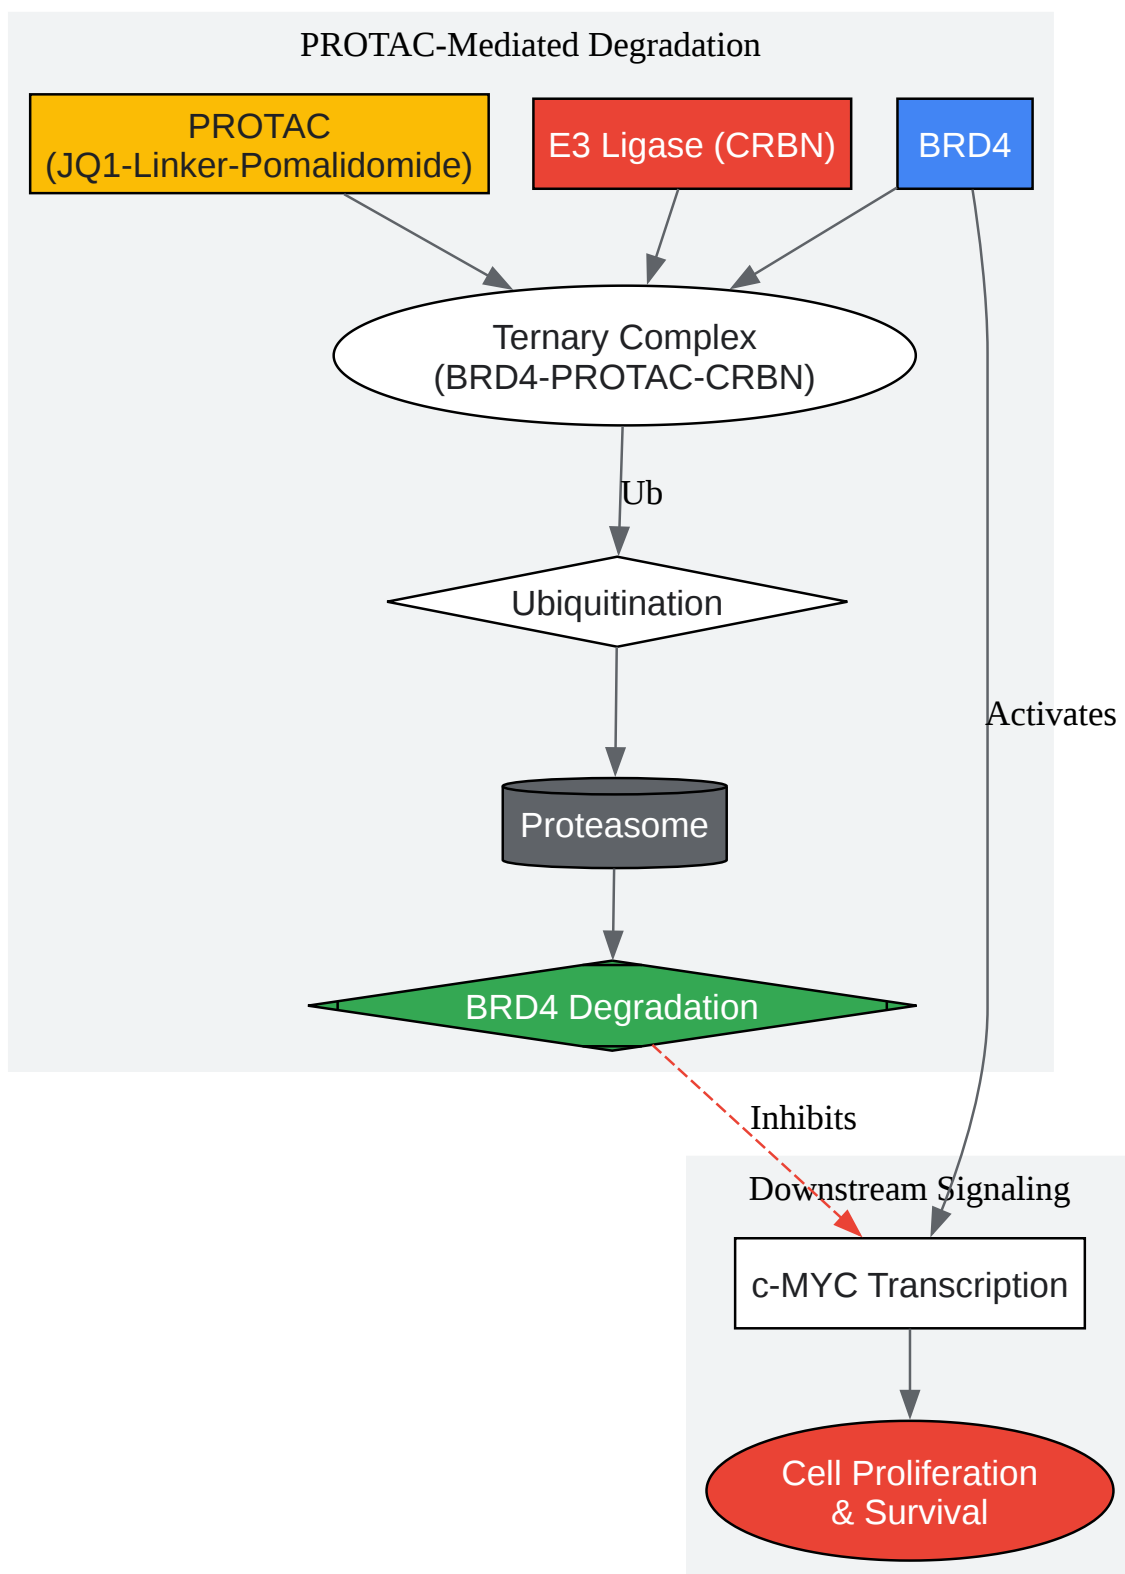 PROTAC-Mediated Degradation
PROTAC
(JQ1-Linker-Pomalidomide)
E3 Ligase (CRBN)
BRD4
Ternary Complex
(BRD4-PROTAC-CRBN)
Ub
Ubiquitination
Activates
Proteasome
BRD4 Degradation
Inhibits
Downstream Signaling
c-MYC Transcription
Cell Proliferation
& Survival